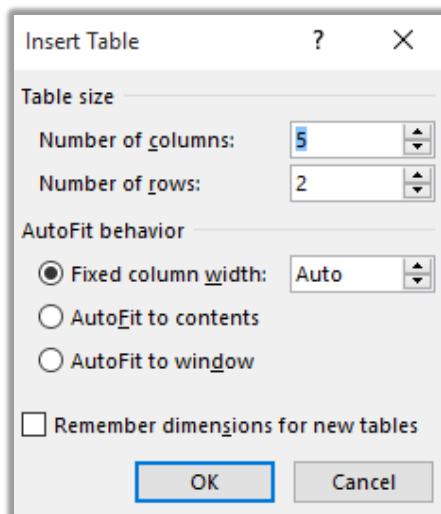 Insert Table ?
Table size
Number of columns: 5
Number of rows: 2
AutoFit behavior
Fixed column width: Auto
AutoFit to contents
AutoFit to window
Remember dimensions for new tables
OK Cancel